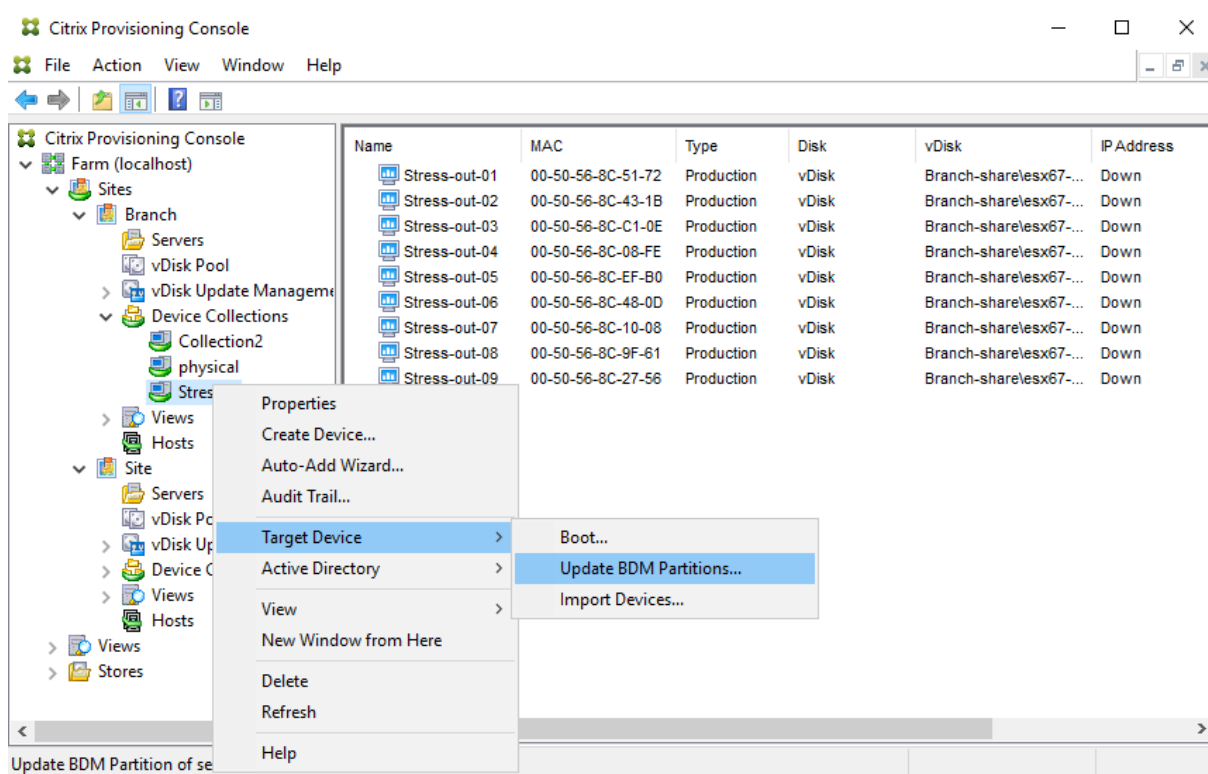 Citrix Provisioning Console
File Action View Window Help
Citrix Provisioning Console
Farm (localhost)
Sites
Branch
Servers
vDisk Pool
vDisk Update Manageme
Device Collections
Collection2
physical
Stres
Views
Hosts
Site
Servers
vDisk Po
vDisk Up
Device C
Views
Hosts
Views
Stores
Name MAC Type Disk vDisk IP Address
Stress-out-01 00-50-56-8C-51-72 Production vDisk Branch-share\esx67-... Down
Stress-out-02 00-50-56-8C-43-1B Production vDisk Branch-share\esx67-... Down
Stress-out-03 00-50-56-8C-C1-0E Production vDisk Branch-share\esx67-... Down
Stress-out-04 00-50-56-8C-08-FE Production vDisk Branch-share\esx67-... Down
Stress-out-05 00-50-56-8C-EF-B0 Production vDisk Branch-share\esx67-... Down
Stress-out-06 00-50-56-8C-48-0D Production vDisk Branch-share\esx67-... Down
Stress-out-07 00-50-56-8C-10-08 Production vDisk Branch-share\esx67-... Down
Stress-out-08 00-50-56-8C-9F-61 Production vDisk Branch-share\esx67-... Down
Stress-out-09 00-50-56-8C-27-56 Production vDisk Branch-share\esx67-... Down
Properties
Create Device...
Auto-Add Wizard...
Audit Trail...
Target Device
Active Directory
View
New Window from Here
Delete
Refresh
Help
Boot...
Update BDM Partitions...
Import Devices...
Update BDM Partition of se